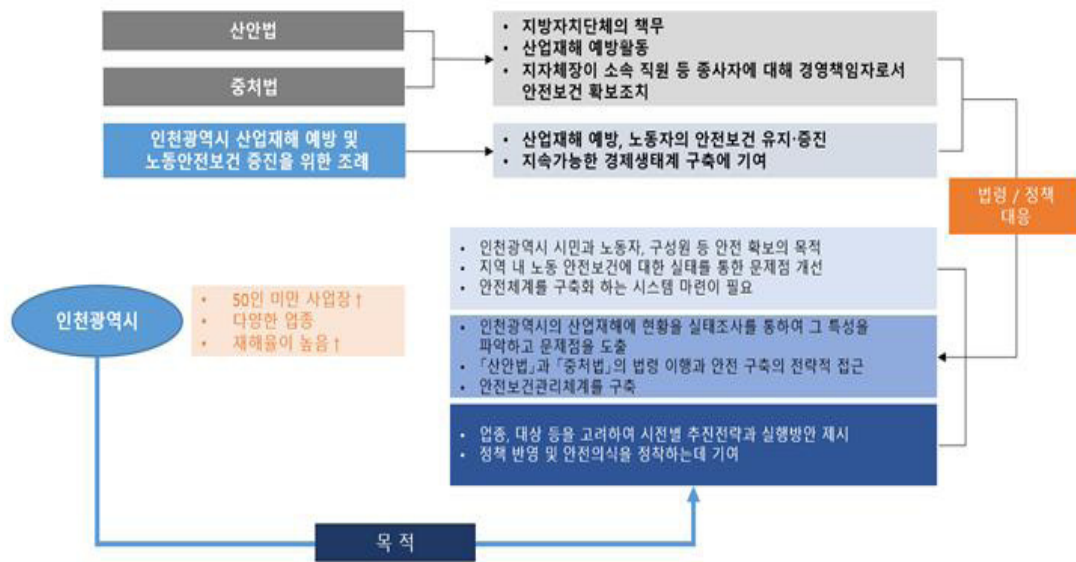 산안법
중처법
• 지방자치단체의 책무
• 산업재해 예방활동
• 지자체장이 소속 직원 등 종사자에 대해 경영책임자로서
안전보건 확보조치
인천광역시 산업재해 예방 및
노동안전보건 증진을 위한 조례
• 산업재해 예방, 노동자의 안전보건 유지·증진
• 지속가능한 경제생태계 구축에 기여
법령 / 정책
대응
• 인천광역시 시민과 노동자, 구성원 등 안전 확보의 목적
• 지역 내 노동 안전보건에 대한 실태를 통한 문제점 개선
• 안전체계를 구축화 하는 시스템 마련이 필요
인천광역시
• 50인 미만 사업장 ↑
• 다양한 업종
• 재해율이 높음 ↑
• 인천광역시의 산업재해에 현황을 실태조사를 통하여 그 특성을
파악하고 문제점을 도출
• 「산안법」과 「중처법」의 법령 이행과 안전 구축의 전략적 접근
• 안전보건관리체계를 구축
• 업종, 대상 등을 고려하여 시전별 추진전략과 실행방안 제시
• 정책 반영 및 안전의식을 정착하는데 기여
목 적